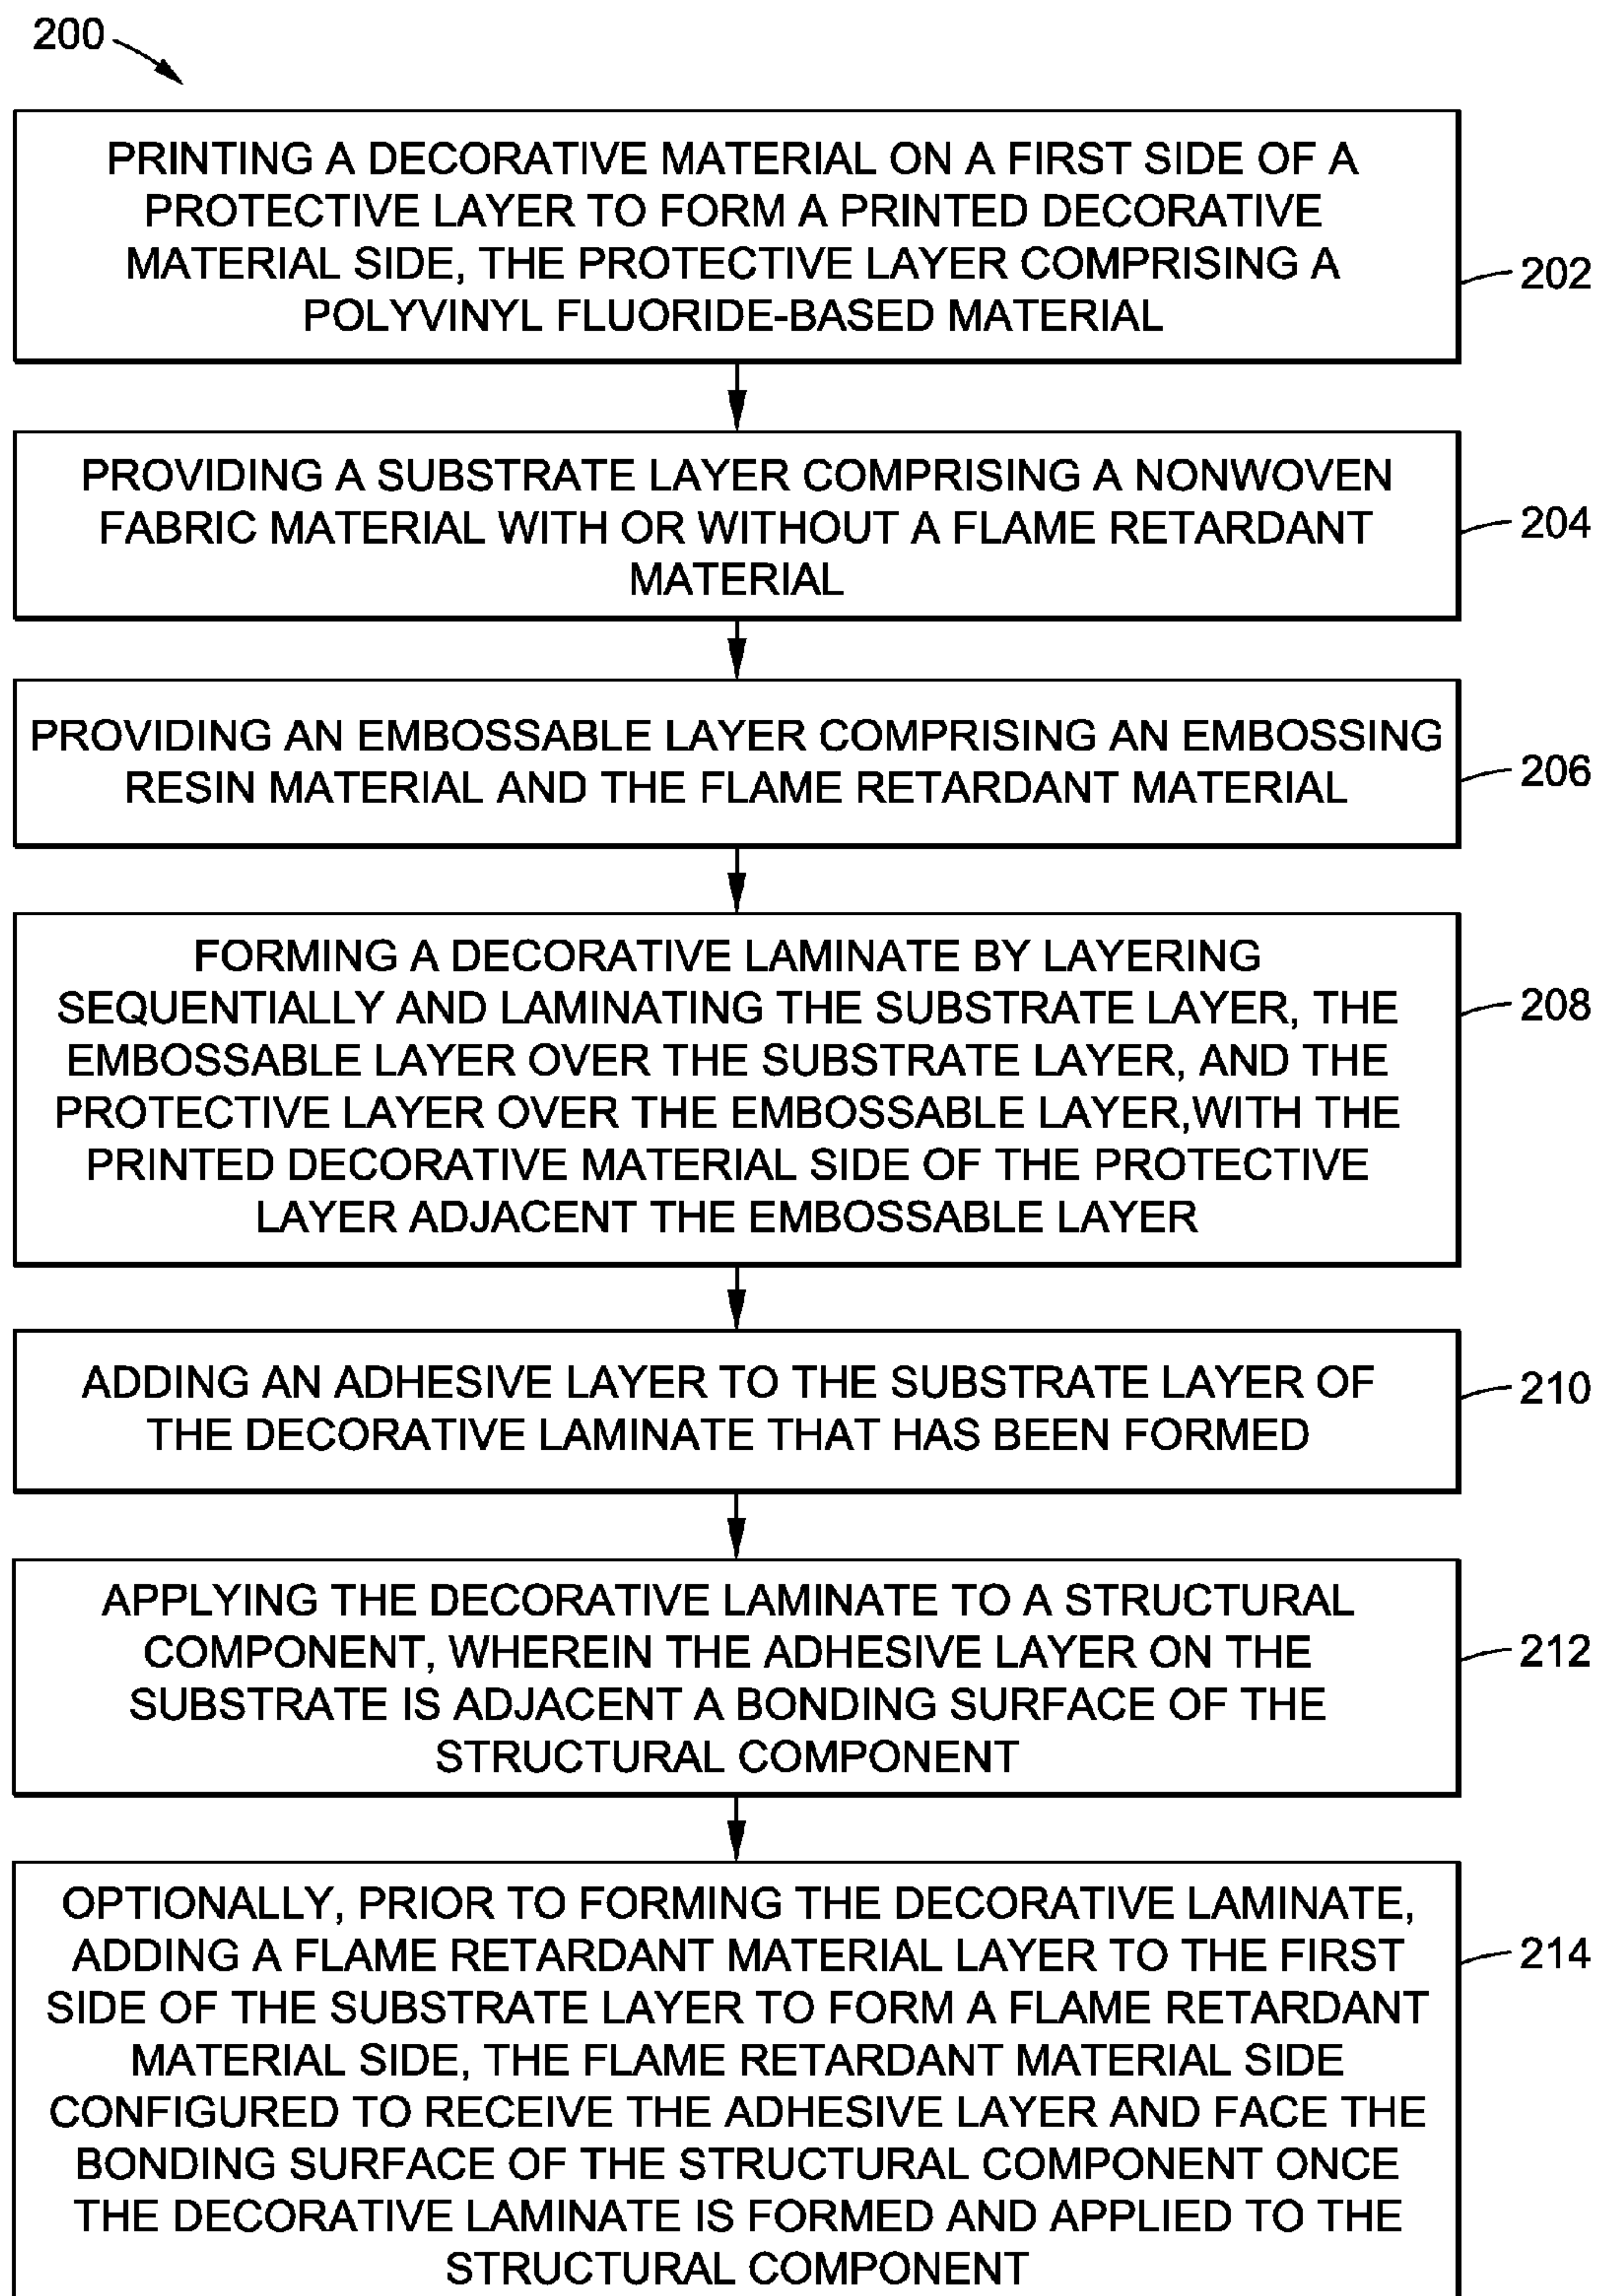 200
PRINTING A DECORATIVE MATERIAL ON A FIRST SIDE OF A
PROTECTIVE LAYER TO FORM A PRINTED DECORATIVE
MATERIAL SIDE, THE PROTECTIVE LAYER COMPRISING A
POLYVINYL FLUORIDE-BASED MATERIAL
202
PROVIDING A SUBSTRATE LAYER COMPRISING A NONWOVEN
FABRIC MATERIAL WITH OR WITHOUT A FLAME RETARDANT
MATERIAL
204
PROVIDING AN EMBOSSABLE LAYER COMPRISING AN EMBOSSING
RESIN MATERIAL AND THE FLAME RETARDANT MATERIAL
206
FORMING A DECORATIVE LAMINATE BY LAYERING
SEQUENTIALLY AND LAMINATING THE SUBSTRATE LAYER, THE
EMBOSSABLE LAYER OVER THE SUBSTRATE LAYER, AND THE
PROTECTIVE LAYER OVER THE EMBOSSABLE LAYER,WITH THE
PRINTED DECORATIVE MATERIAL SIDE OF THE PROTECTIVE
LAYER ADJACENT THE EMBOSSABLE LAYER
208
ADDING AN ADHESIVE LAYER TO THE SUBSTRATE LAYER OF
THE DECORATIVE LAMINATE THAT HAS BEEN FORMED
210
APPLYING THE DECORATIVE LAMINATE TO A STRUCTURAL
COMPONENT, WHEREIN THE ADHESIVE LAYER ON THE
SUBSTRATE IS ADJACENT A BONDING SURFACE OF THE
STRUCTURAL COMPONENT
212
OPTIONALLY, PRIOR TO FORMING THE DECORATIVE LAMINATE,
ADDING A FLAME RETARDANT MATERIAL LAYER TO THE FIRST
SIDE OF THE SUBSTRATE LAYER TO FORM A FLAME RETARDANT
MATERIAL SIDE, THE FLAME RETARDANT MATERIAL SIDE
CONFIGURED TO RECEIVE THE ADHESIVE LAYER AND FACE THE
BONDING SURFACE OF THE STRUCTURAL COMPONENT ONCE
THE DECORATIVE LAMINATE IS FORMED AND APPLIED TO THE
STRUCTURAL COMPONENT
214